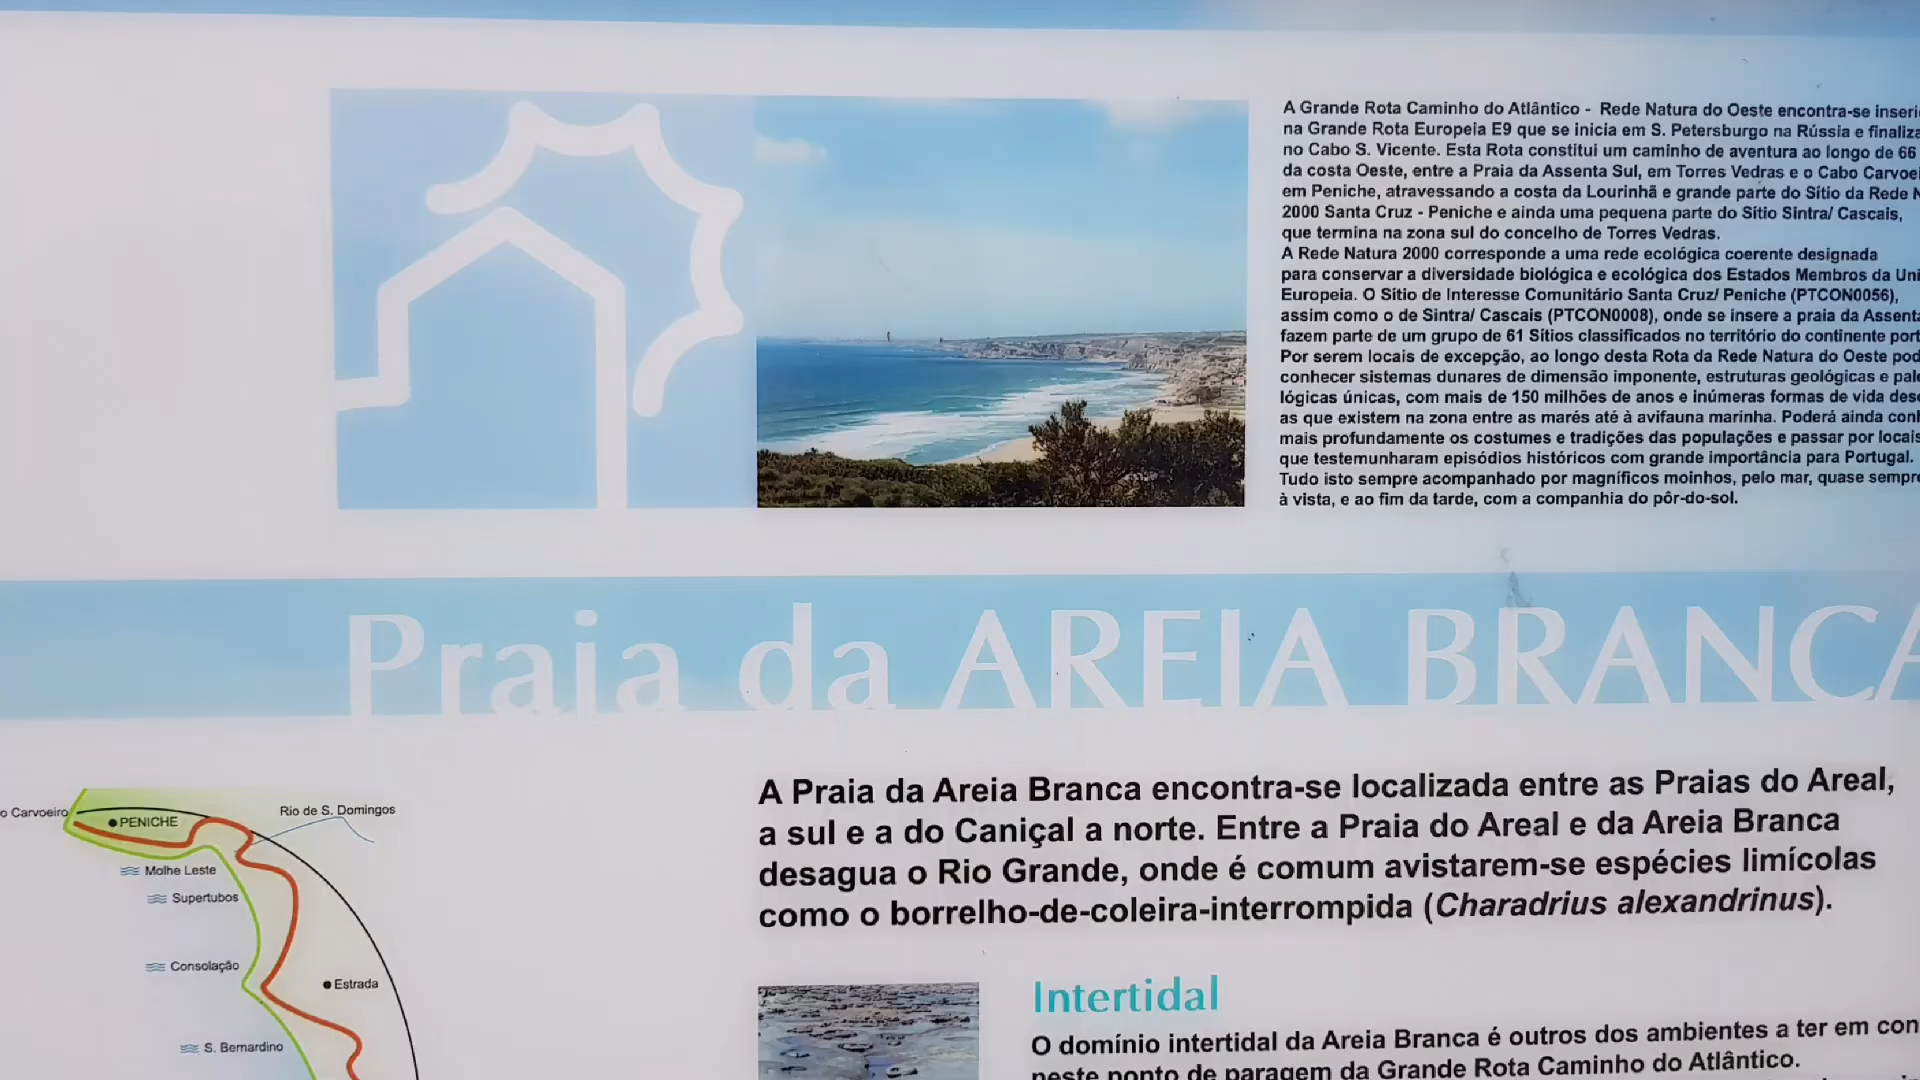 A Grande Rota Caminho do Atlântico - Rede Natura do Oeste encontra-se
na Grande Rota Europeia E9 que se inicia em S. Petersburgo na Rússia e
no Cabo S. Vicente. Esta Rota constitui um caminho de aventura ao longo de 66
da costa Oeste, entre a Praia da Assenta Sul, em Torres Vedras e o Cabo
em Peniche, atravessando a costa da Lourinhã e grande parte do Sítio da Rede
2000 Santa Cruz - Peniche e ainda uma pequena parte do Sítio Sintra/ Cascais,
que termina na zona sul do concelho de Torres Vedras.
A Rede Natura 2000 corresponde a uma rede ecológica coerente designada
para conservar a diversidade biológica e ecológica dos Estados Membros da
Europeia. O Sítio de Interesse Comunitário Santa Cruz/ Peniche (PTCON0056),
assim como o de Sintra/ Cascais (PTCON0008), onde se insere a praia da
fazem parte de um grupo de 61 Sítios classificados no território do continente
Por serem locais de excepção, ao longo desta Rota da Rede Natura do Oeste
conhecer sistemas dunares de dimensão imponente, estruturas geológicas e
lógicas únicas, com mais de 150 milhões de anos e inúmeras formas de vida
as que existem na zona entre as marés até à avifauna marinha. Poderá ainda
mais profundamente os costumes e tradições das populações e passar por locais
que testemunharam episódios históricos com grande importância para Portugal.
Tudo isto sempre acompanhado por magníficos moinhos, pelo mar, quase sempre
à vista, e ao fim da tarde, com a companhia do pôr-do-sol.
Praia da AREIA BRANCA
A Praia da Areia Branca encontra-se localizada entre as Praias do Areal,
a sul e a do Caniçal a norte. Entre a Praia do Areal e da Areia Branca
desagua o Rio Grande, onde é comum avistarem-se espécies limícolas
como o borrelho-de-coleira-interrompida (Charadrius alexandrinus).
Carvoeiro
PENICHE
Rio de S. Domingos
Molhe Leste
Supertubos
Consolação
Estrada
S. Bernardino
Intertidal
O domínio intertidal da Areia Branca é outros dos ambientes a ter em
neste ponto de paragem da Grande Rota Caminho do Atlântico.